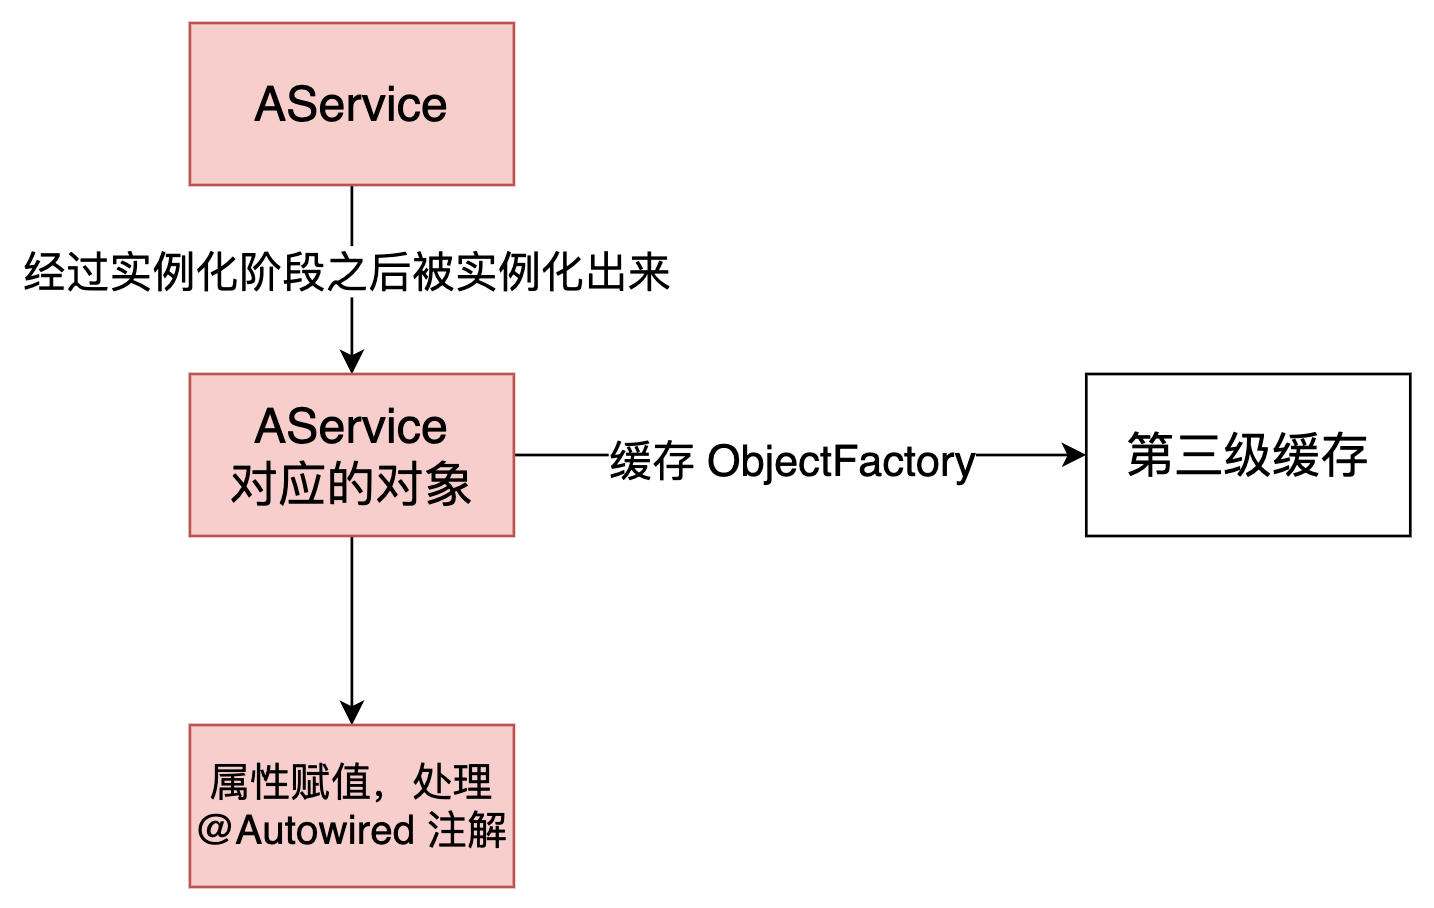 AService
经过实例化阶段之后被实例化出来
AService
对应的对象
缓存 ObjectFactory
第三级缓存
属性赋值，处理
@Autowired 注解